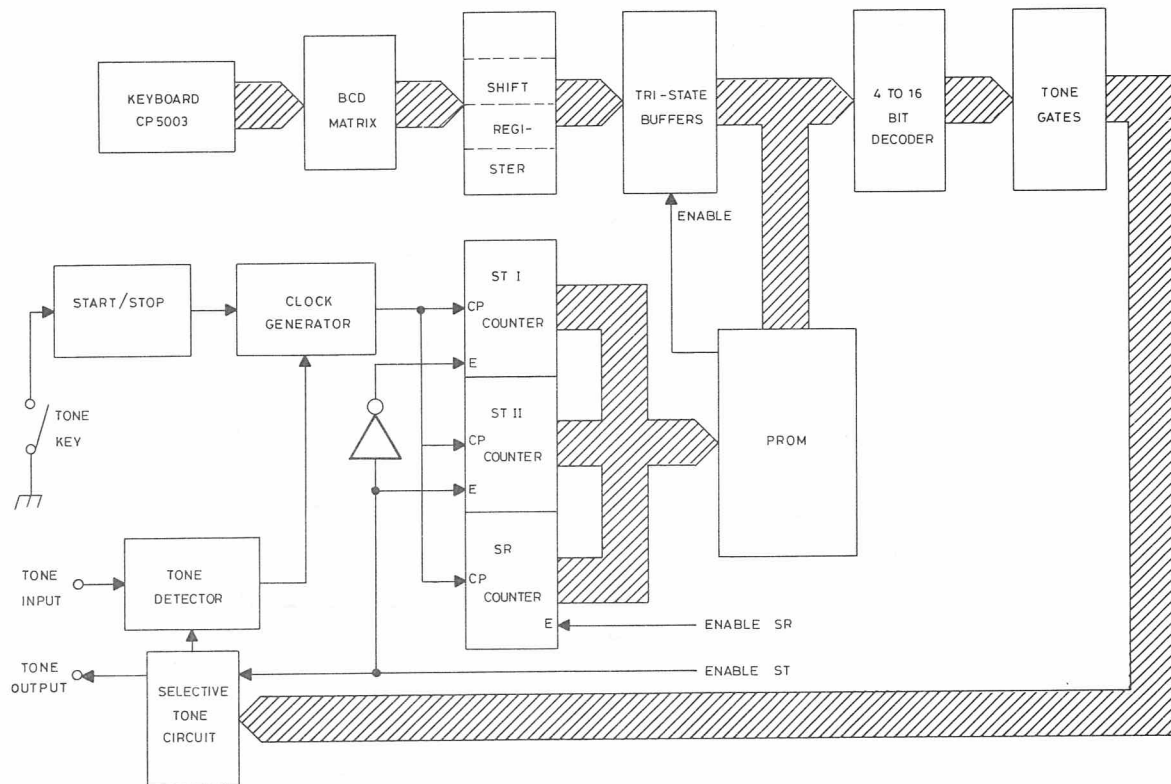 KEYBOARD
CP5003
BCD
MATRIX
SHIFT
REGI-
STER
TRI-STATE
BUFFERS
4 TO 16
BIT
DECODER
TONE
GATES
ENABLE
START/STOP
CLOCK
GENERATOR
ST I
CP
COUNTER
E
TONE
KEY
ST II
CP
COUNTER
E
PROM
SR
CP
COUNTER
E
TONE
INPUT
TONE
DETECTOR
ENABLE SR
ENABLE ST
TONE
OUTPUT
SELECTIVE
TONE
CIRCUIT